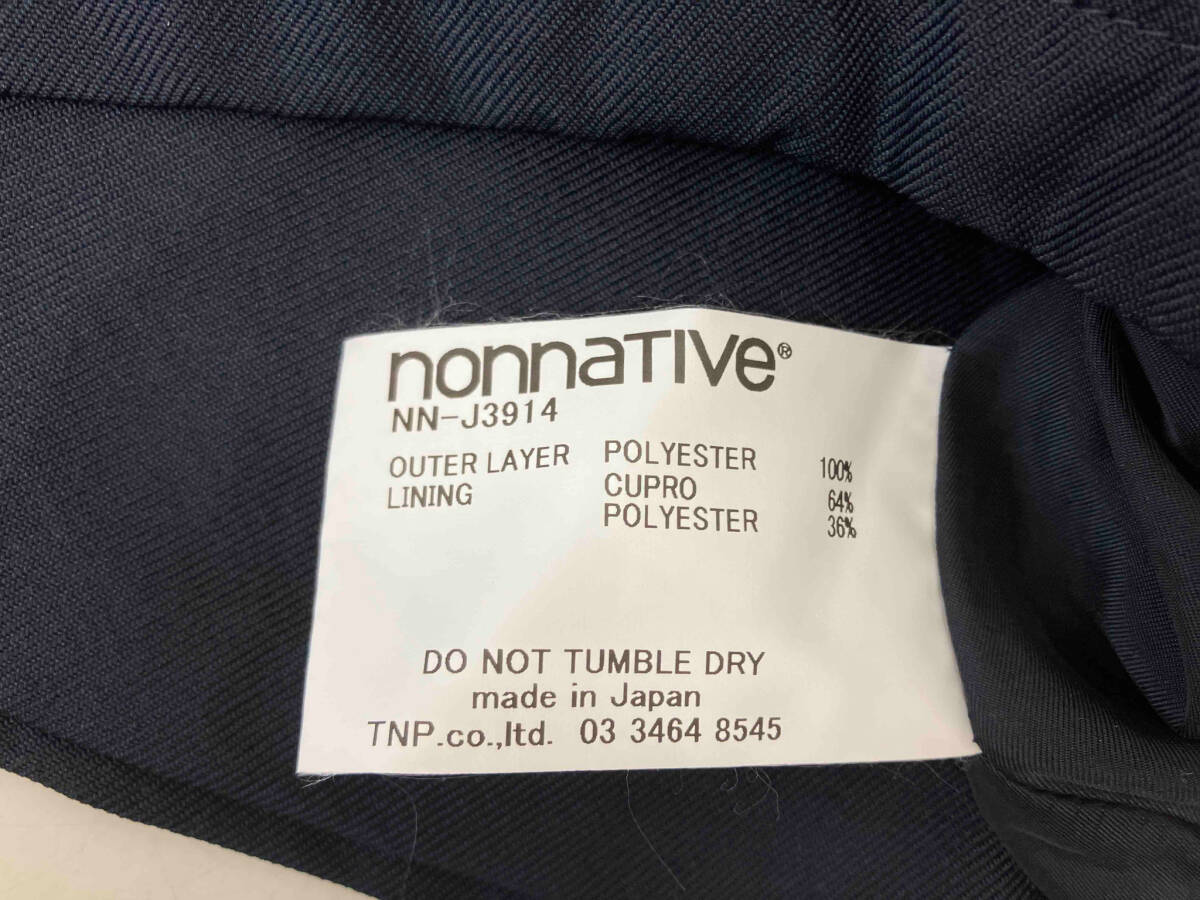 nonnaTIVe®
NN-J3914
OUTER LAYER POLYESTER 100%
LINING CUPRO 64%
POLYESTER 36%
DO NOT TUMBLE DRY
made in Japan
TNP.co.,ltd. 03 3464 8545